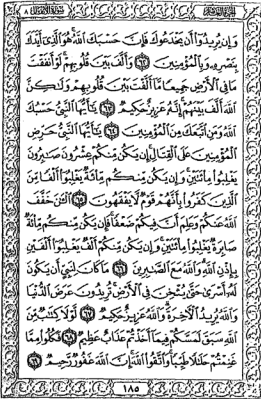 الجزء العاشر سورة الأنفال ٨
وَإِن يُرِيدُوٓا۟ أَن يَخْدَعُوكَ فَإِنَّ حَسْبَكَ ٱللَّهُ هُوَ ٱلَّذِىٓ أَيَّدَكَ
بِنَصْرِهِۦ وَبِٱلْمُؤْمِنِينَ ٦٢ وَأَلَّفَ بَيْنَ قُلُوبِهِمْ لَوْ أَنفَقْتَ
مَا فِى ٱلْأَرْضِ جَمِيعًا مَّآ أَلَّفْتَ بَيْنَ قُلُوبِهِمْ وَلَٰكِنَّ
ٱللَّهَ أَلَّفَ بَيْنَهُمْ إِنَّهُۥ عَزِيزٌ حَكِيمٌ ٦٣ يَٰٓأَيُّهَا ٱلنَّبِىُّ حَسْبُكَ
ٱللَّهُ وَمَنِ ٱتَّبَعَكَ مِنَ ٱلْمُؤْمِنِينَ ٦٤ يَٰٓأَيُّهَا ٱلنَّبِىُّ حَرِّضِ
ٱلْمُؤْمِنِينَ عَلَى ٱلْقِتَالِ إِن يَكُن مِّنكُمْ عِشْرُونَ صَٰبِرُونَ
يَغْلِبُوا۟ مِا۟ئَتَيْنِ وَإِن يَكُن مِّنكُم مِّا۟ئَةٌ يَغْلِبُوٓا۟ أَلْفًا مِّنَ
ٱلَّذِينَ كَفَرُوا۟ بِأَنَّهُمْ قَوْمٌ لَّا يَفْقَهُونَ ٦٥ ٱلْـَٰٔنَ خَفَّفَ
ٱللَّهُ عَنكُمْ وَعَلِمَ أَنَّ فِيكُمْ ضَعْفًا فَإِن يَكُن مِّنكُم مِّا۟ئَةٌ
صَابِرَةٌ يَغْلِبُوا۟ مِا۟ئَتَيْنِ وَإِن يَكُن مِّنكُمْ أَلْفٌ يَغْلِبُوٓا۟ أَلْفَيْنِ
بِإِذْنِ ٱللَّهِ وَٱللَّهُ مَعَ ٱلصَّٰبِرِينَ ٦٦ مَا كَانَ لِنَبِىٍّ أَن يَكُونَ
لَهُۥٓ أَسْرَىٰ حَتَّىٰ يُثْخِنَ فِى ٱلْأَرْضِ تُرِيدُونَ عَرَضَ ٱلدُّنْيَا
وَٱللَّهُ يُرِيدُ ٱلْـَٔاخِرَةَ وَٱللَّهُ عَزِيزٌ حَكِيمٌ ٦٧ لَّوْلَا كِتَٰبٌ مِّنَ
ٱللَّهِ سَبَقَ لَمَسَّكُمْ فِيمَآ أَخَذْتُمْ عَذَابٌ عَظِيمٌ ٦٨ فَكُلُوا۟ مِمَّا
غَنِمْتُمْ حَلَٰلًا طَيِّبًا وَٱتَّقُوا۟ ٱللَّهَ إِنَّ ٱللَّهَ غَفُورٌ رَّحِيمٌ ٦٩
١٨٥